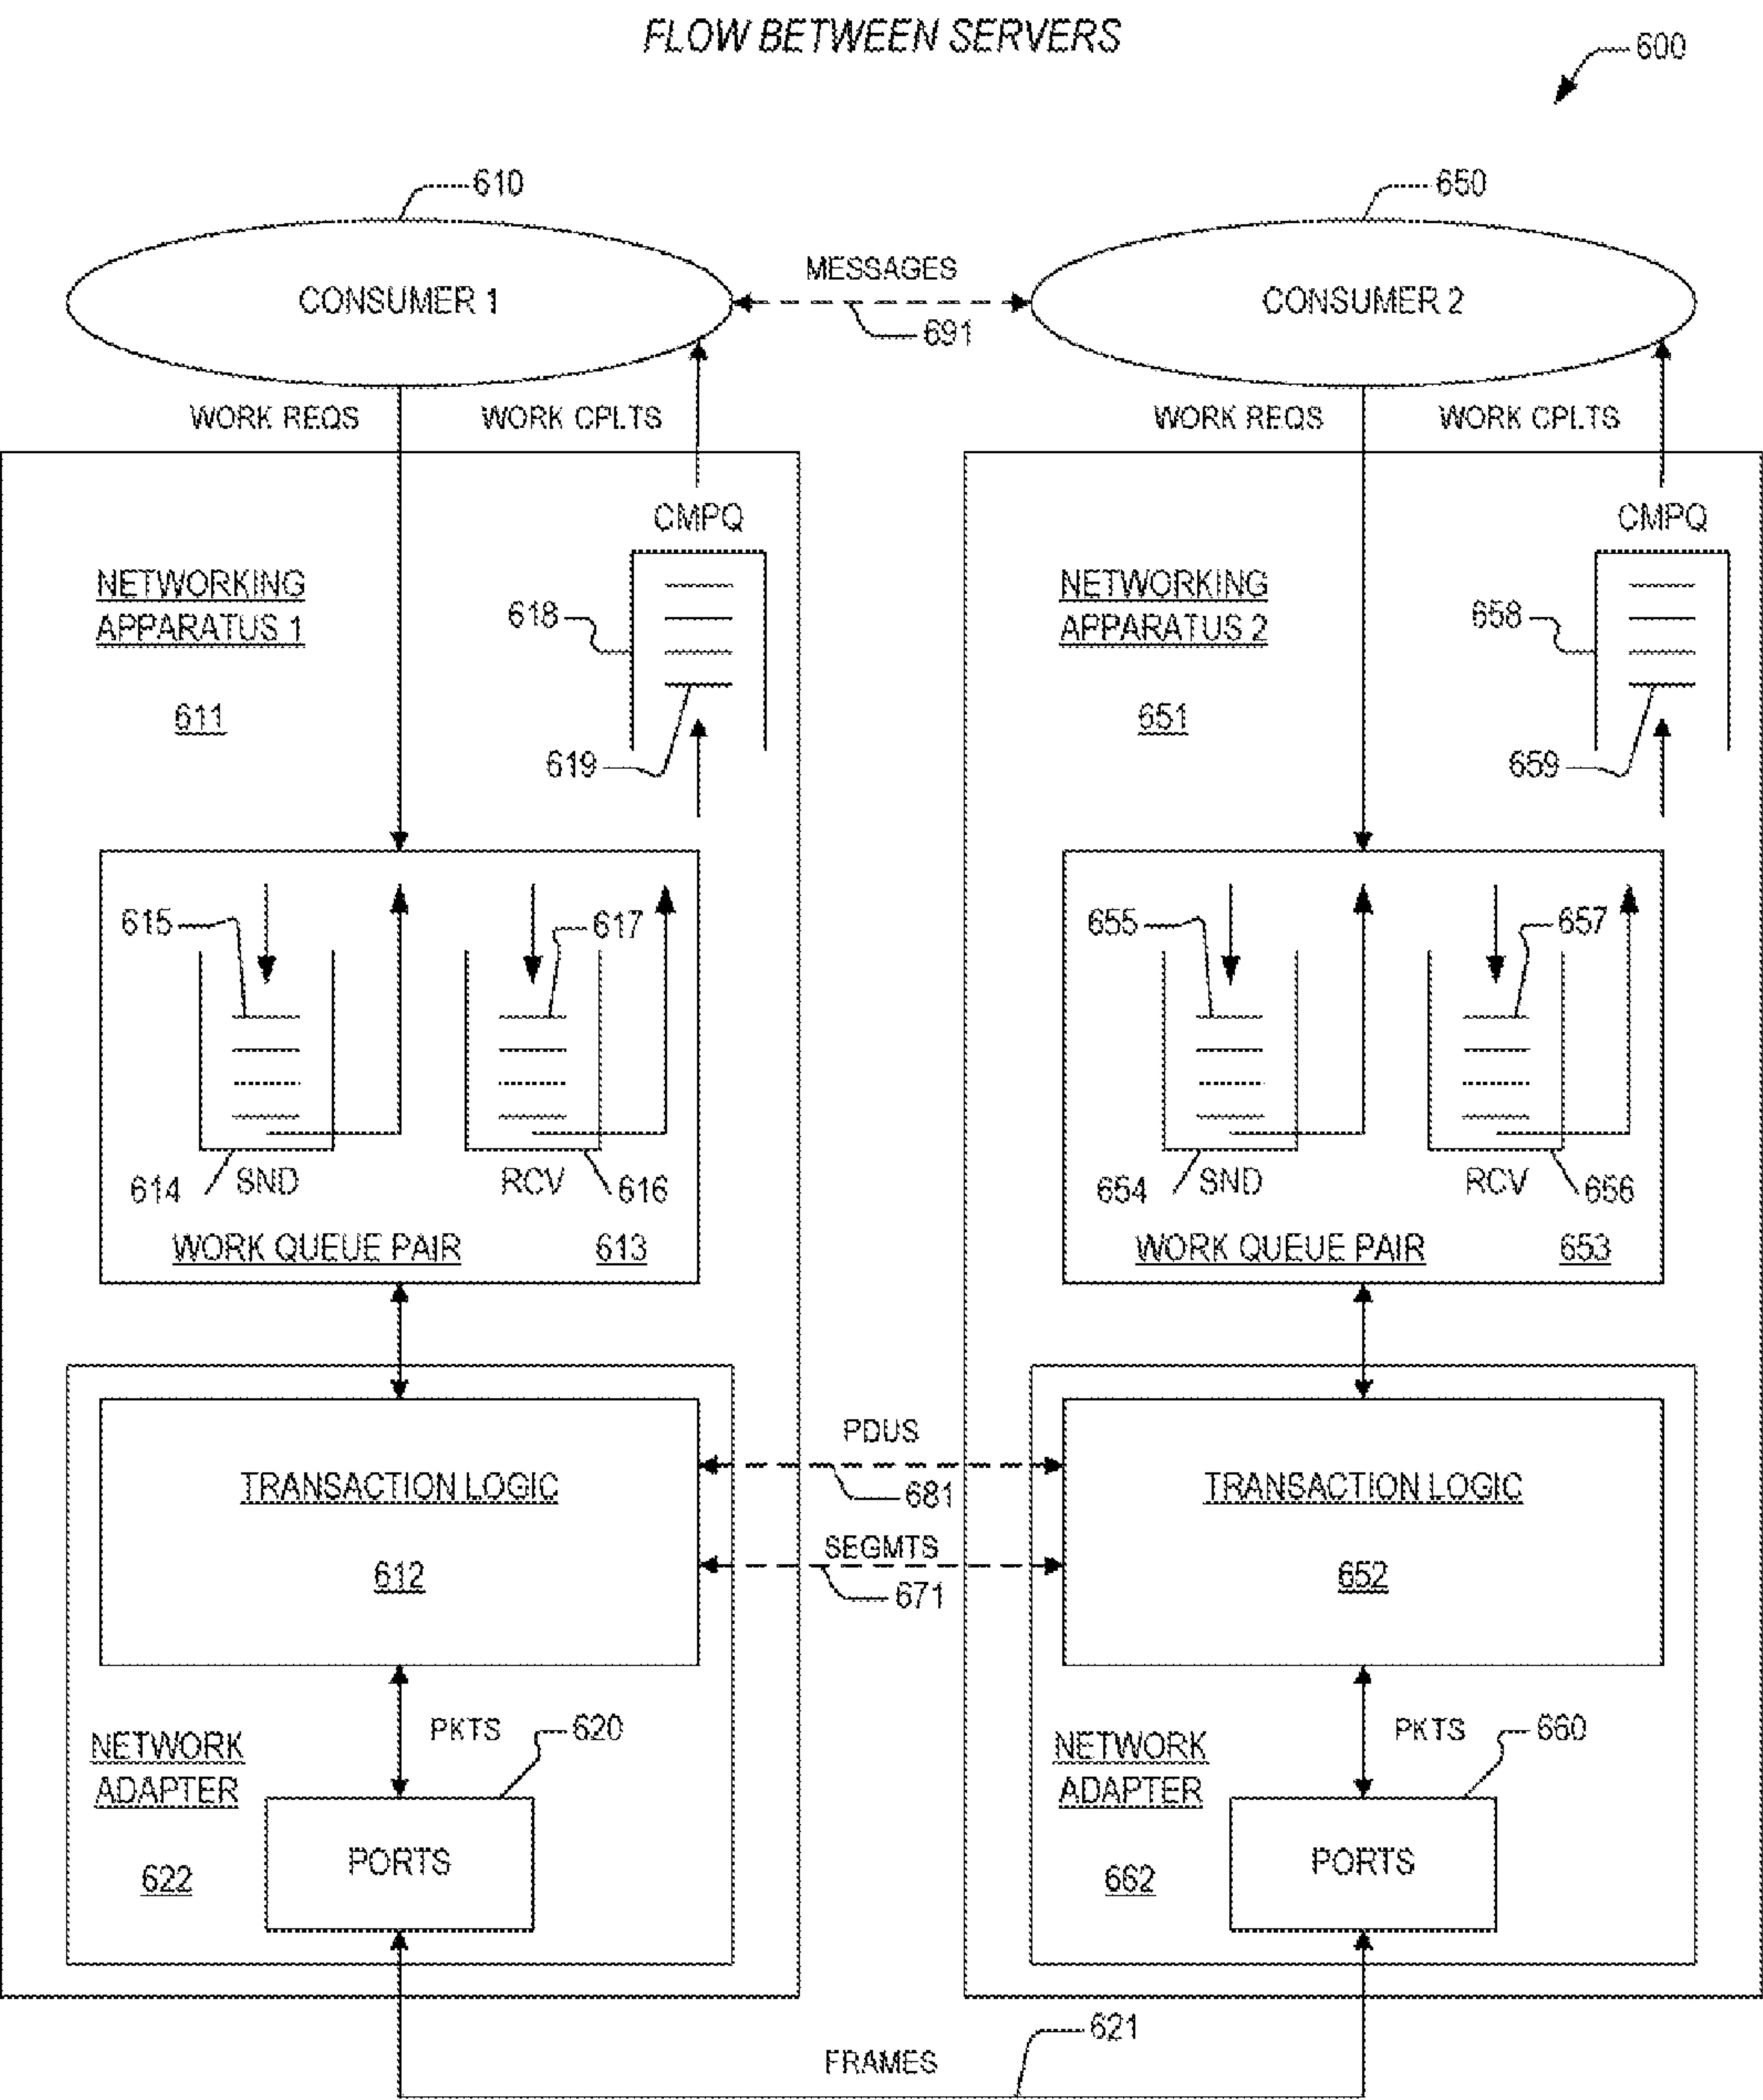 FLOW BETWEEN SERVERS
600
610
650
CONSUMER 1
MESSAGES
691
CONSUMER 2
WORK REQS
WORK CPLTS
WORK REQS
WORK CPLTS
NETWORKING
APPARATUS 1
611
CMPQ
618
619
NETWORKING
APPARATUS 2
651
CMPQ
658
659
615
617
614
SND
RCV
616
WORK QUEUE PAIR
613
655
657
654
SND
RCV
656
WORK QUEUE PAIR
653
TRANSACTION LOGIC
612
PDUS
681
SEGMTS
671
TRANSACTION LOGIC
652
NETWORK
ADAPTER
622
PKTS
620
PORTS
NETWORK
ADAPTER
662
PKTS
660
PORTS
621
FRAMES